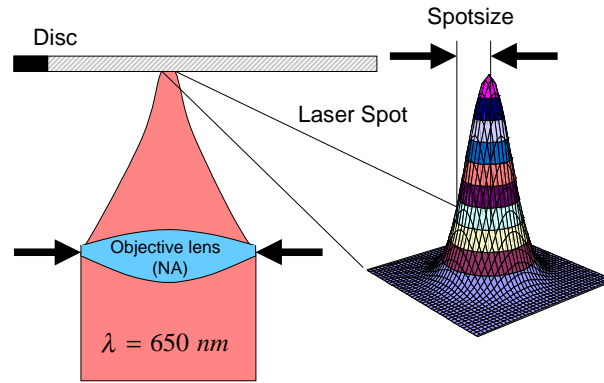 Spotsize
Disc
Laser Spot
Objective lens
(NA)
λ = 650 nm